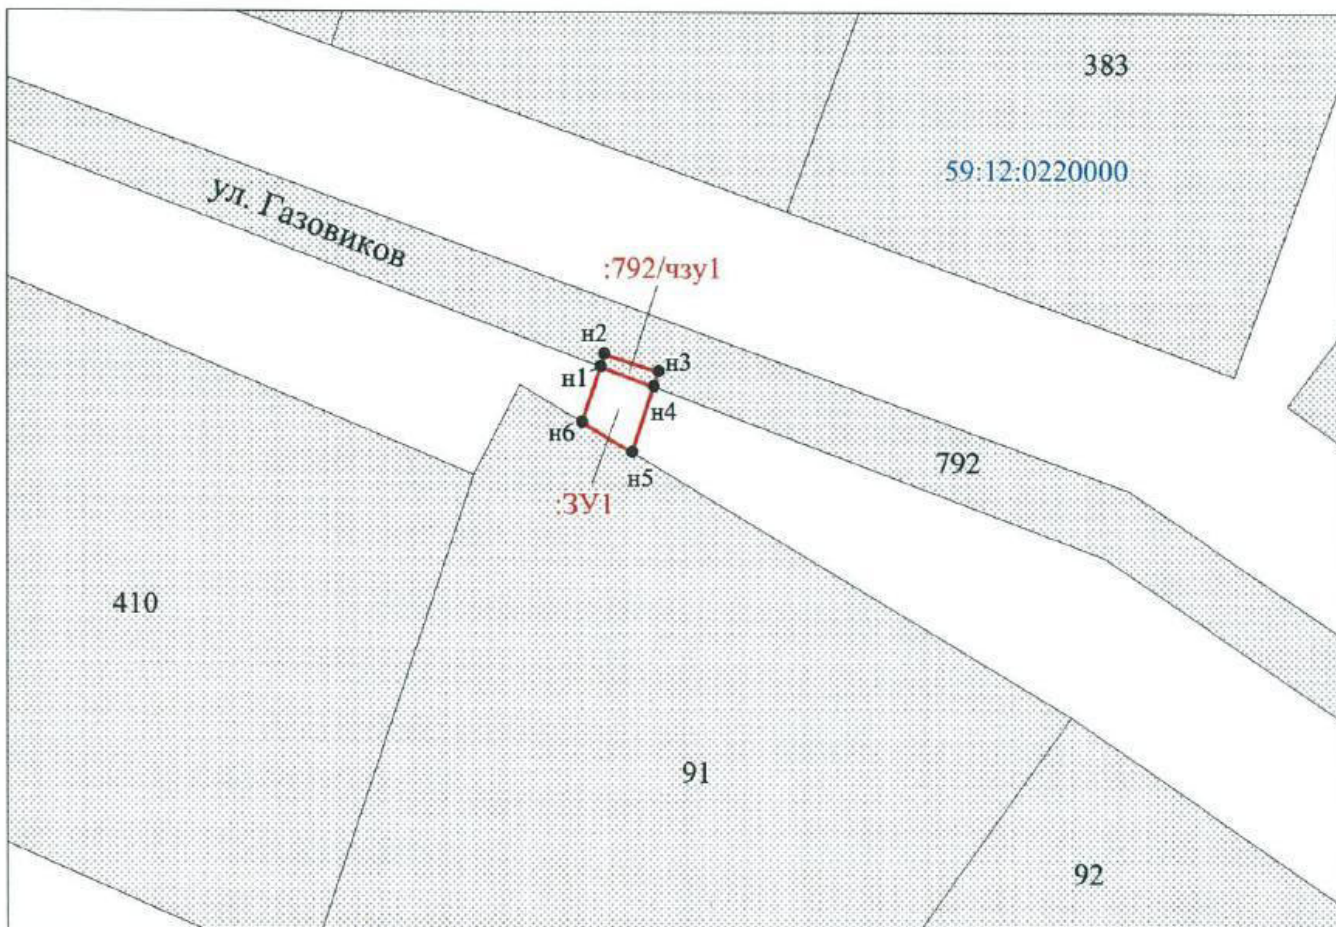 383
59:12:0220000
ул. Газовиков
:792/чзу1
н2
н3
н1
н4
н6
792
н5
:ЗУ1
410
91
92